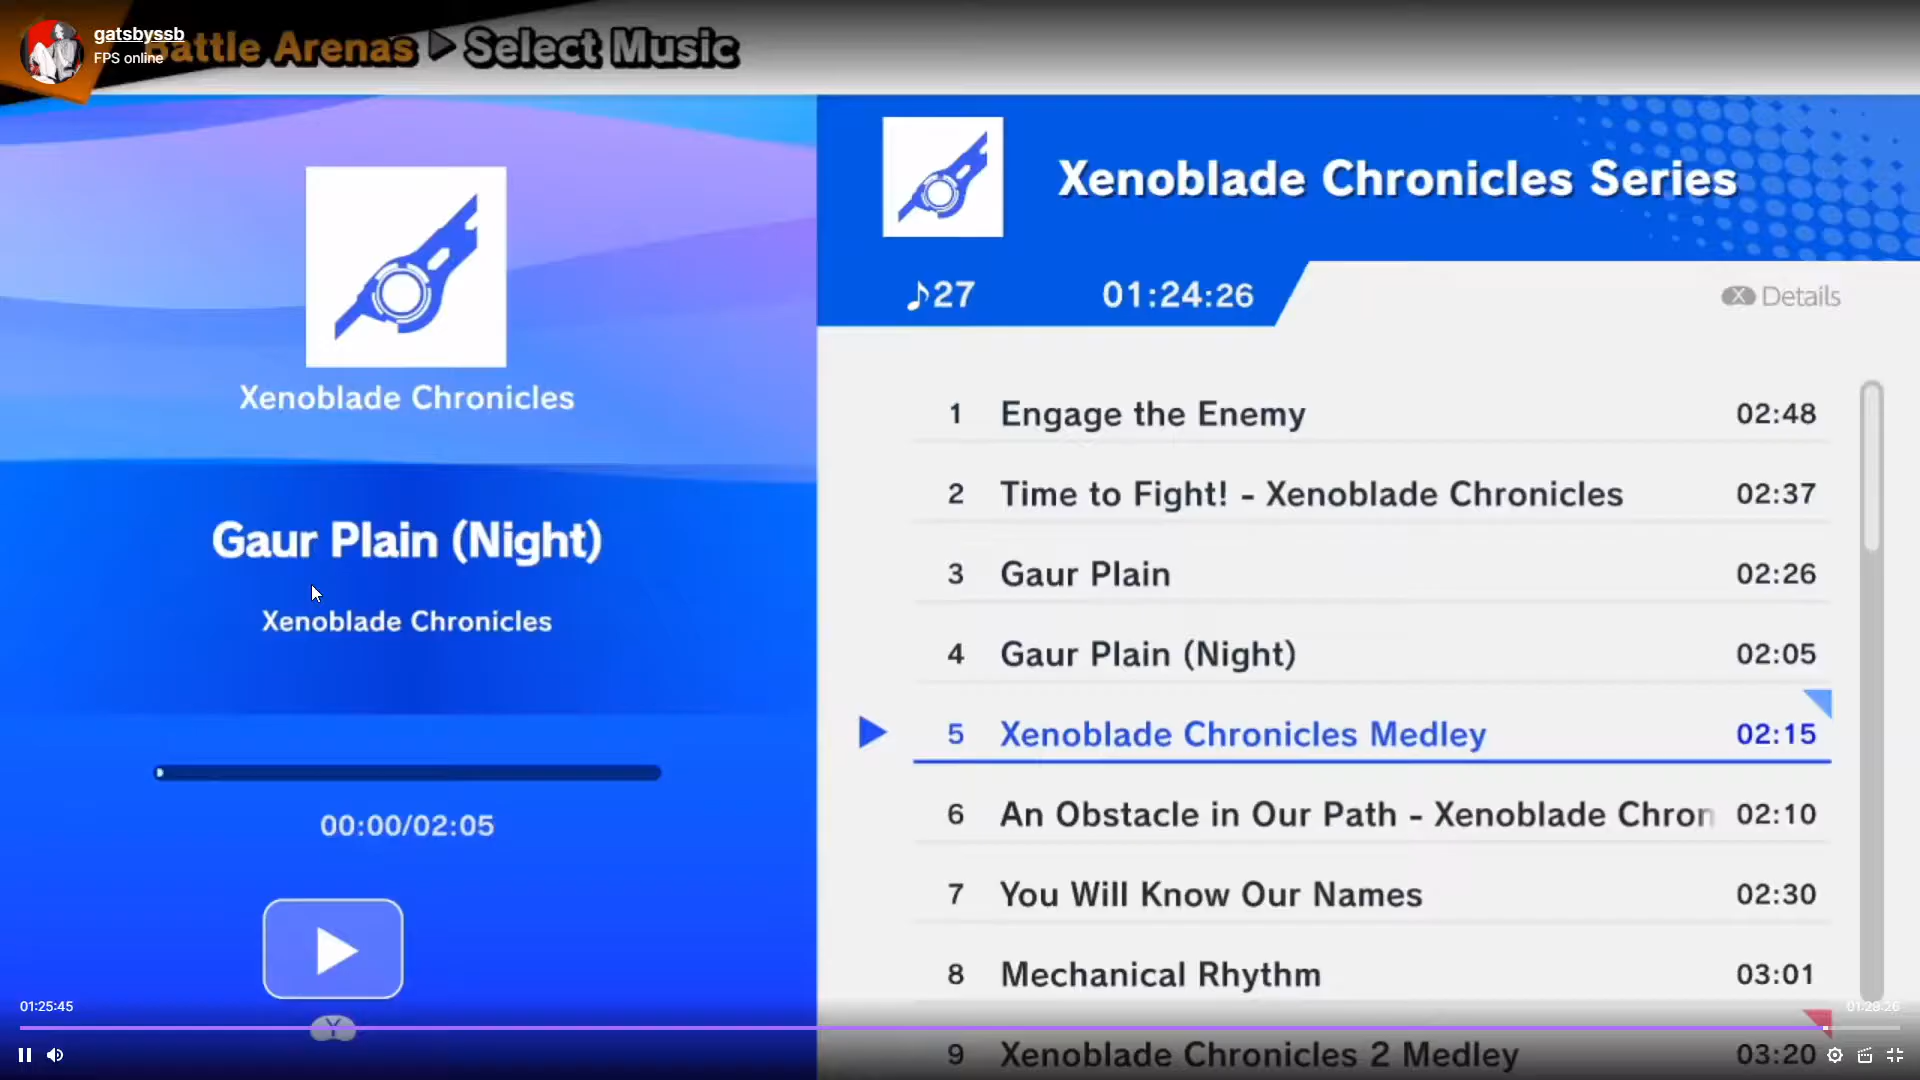 gatsbyssb
FPS online
Battle Arenas ▶ Select Music
Xenoblade Chronicles
Gaur Plain (Night)
Xenoblade Chronicles
00:00/02:05
Y
Xenoblade Chronicles Series
♪27 01:24:26
X Details
1 Engage the Enemy 02:48
2 Time to Fight! - Xenoblade Chronicles 02:37
3 Gaur Plain 02:26
4 Gaur Plain (Night) 02:05
5 Xenoblade Chronicles Medley 02:15
6 An Obstacle in Our Path - Xenoblade Chron 02:10
7 You Will Know Our Names 02:30
8 Mechanical Rhythm 03:01
9 Xenoblade Chronicles 2 Medley 03:20
01:25:45